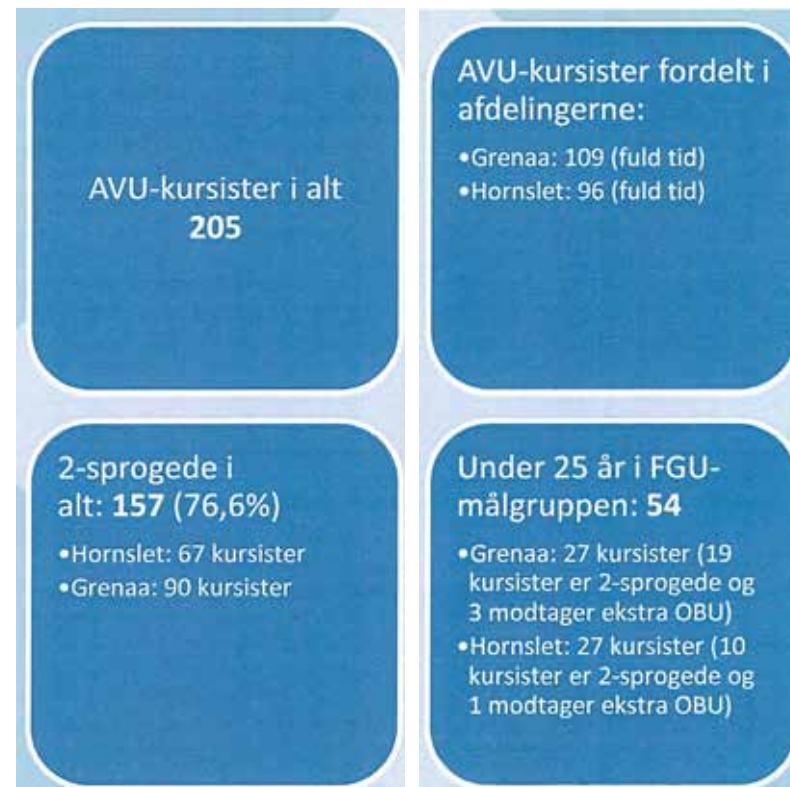 AVU-kursister i alt
205
AVU-kursister fordelt i
afdelingerne:
•Grenaa: 109 (fuld tid)
•Hornslet: 96 (fuld tid)
2-sprogede i
alt: 157 (76,6%)
•Hornslet: 67 kursister
•Grenaa: 90 kursister
Under 25 år i FGU-
målgruppen: 54
•Grenaa: 27 kursister (19
kursister er 2-sprogede og
3 modtager ekstra OBU)
•Hornslet: 27 kursister (10
kursister er 2-sprogede og
1 modtager ekstra OBU)